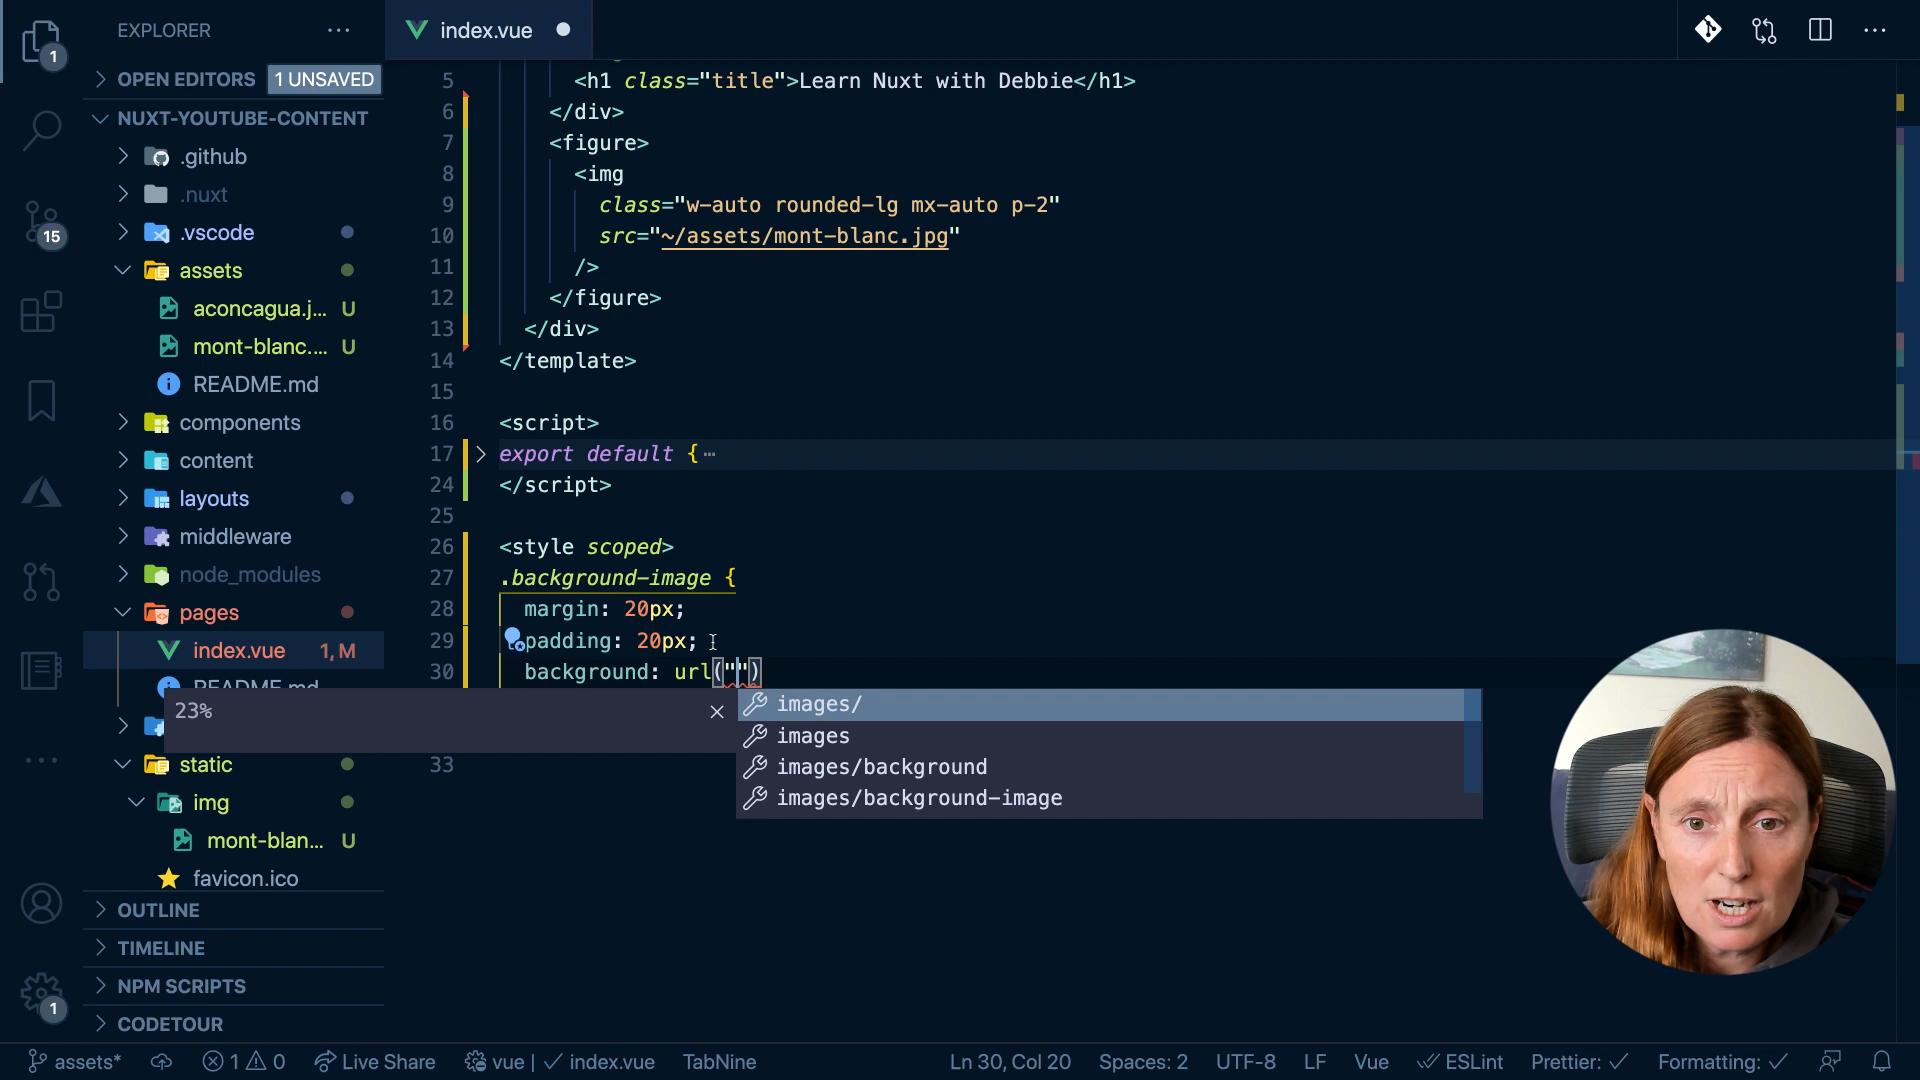 EXPLORER
index.vue
1
OPEN EDITORS 1 UNSAVED
NUXT-YOUTUBE-CONTENT
.github
.nuxt
15
.vscode
assets
aconcagua.j... U
mont-blanc.... U
README.md
components
content
layouts
middleware
node_modules
pages
index.vue 1, M
README.md
static
img
mont-blan... U
favicon.ico
OUTLINE
TIMELINE
NPM SCRIPTS
1
CODETOUR
5 <h1 class="title">Learn Nuxt with Debbie</h1>
6 </div>
7 <figure>
8 <img
9 class="w-auto rounded-lg mx-auto p-2"
10 src="~/assets/mont-blanc.jpg"
11 />
12 </figure>
13 </div>
14 </template>
15
16 <script>
17 export default {
24 </script>
25
26 <style scoped>
27 .background-image {
28 margin: 20px;
29 padding: 20px;
30 background: url("")
23%
images/
images
images/background
images/background-image
33
assets* 1 0 Live Share vue | index.vue TabNine Ln 30, Col 20 Spaces: 2 UTF-8 LF Vue ESLint Prettier: Formatting: